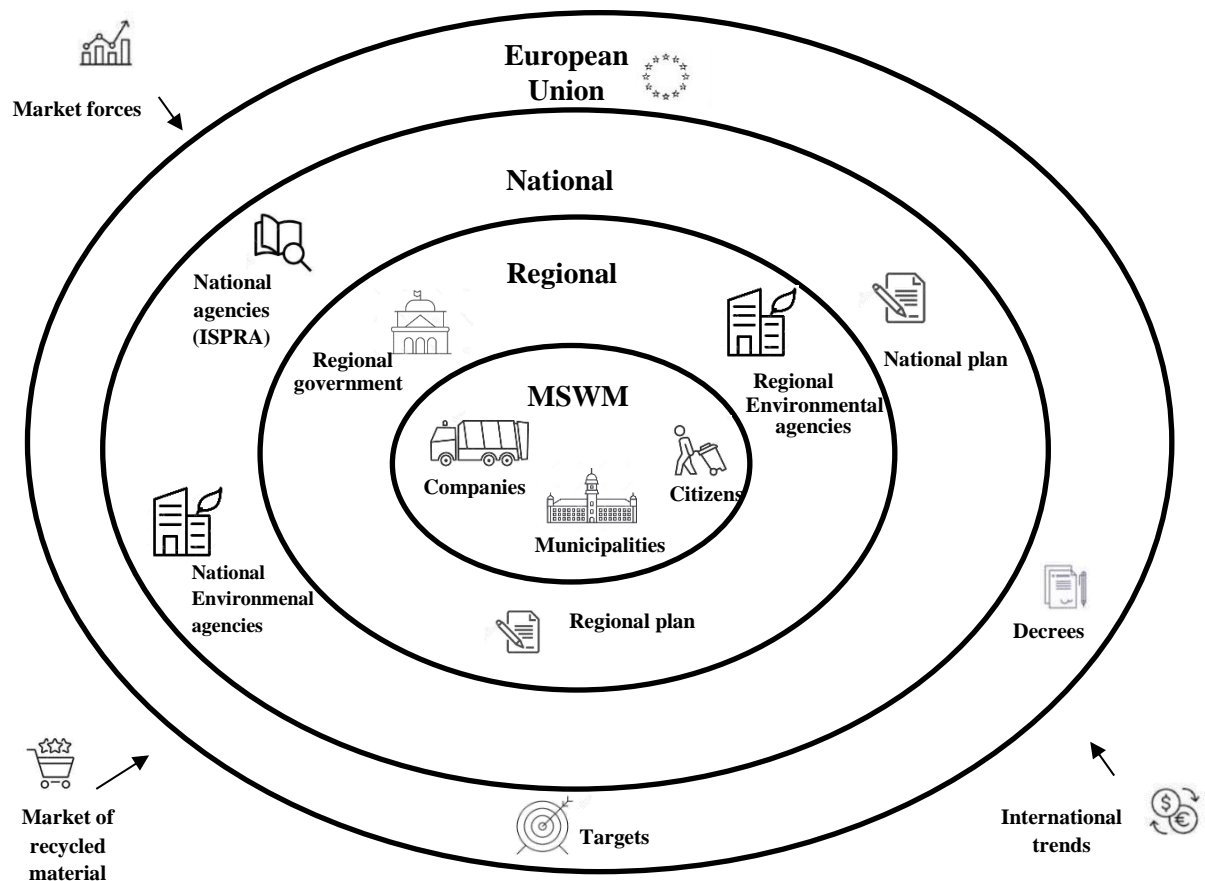 European
Union
Market forces
National
National
agencies
(ISPRA)
Regional
Regional
government
National plan
Regional
Environmental
agencies
MSWM
Companies
Citizens
Municipalities
National
Environmenal
agencies
Regional plan
Decrees
Market of
recycled
material
Targets
International
trends
$
€